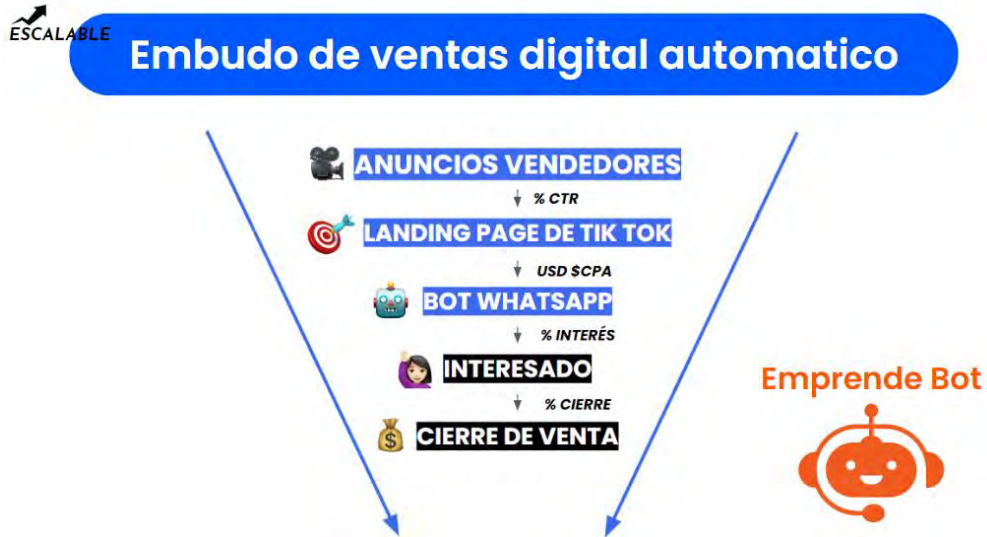 ESCALABLE
Embudo de ventas digital automatico
ANUNCIOS VENDEDORES
% CTR
LANDING PAGE DE TIK TOK
USD $CPA
BOT WHATSAPP
% INTERÉS
INTERESADO
% CIERRE
CIERRE DE VENTA
Emprende Bot